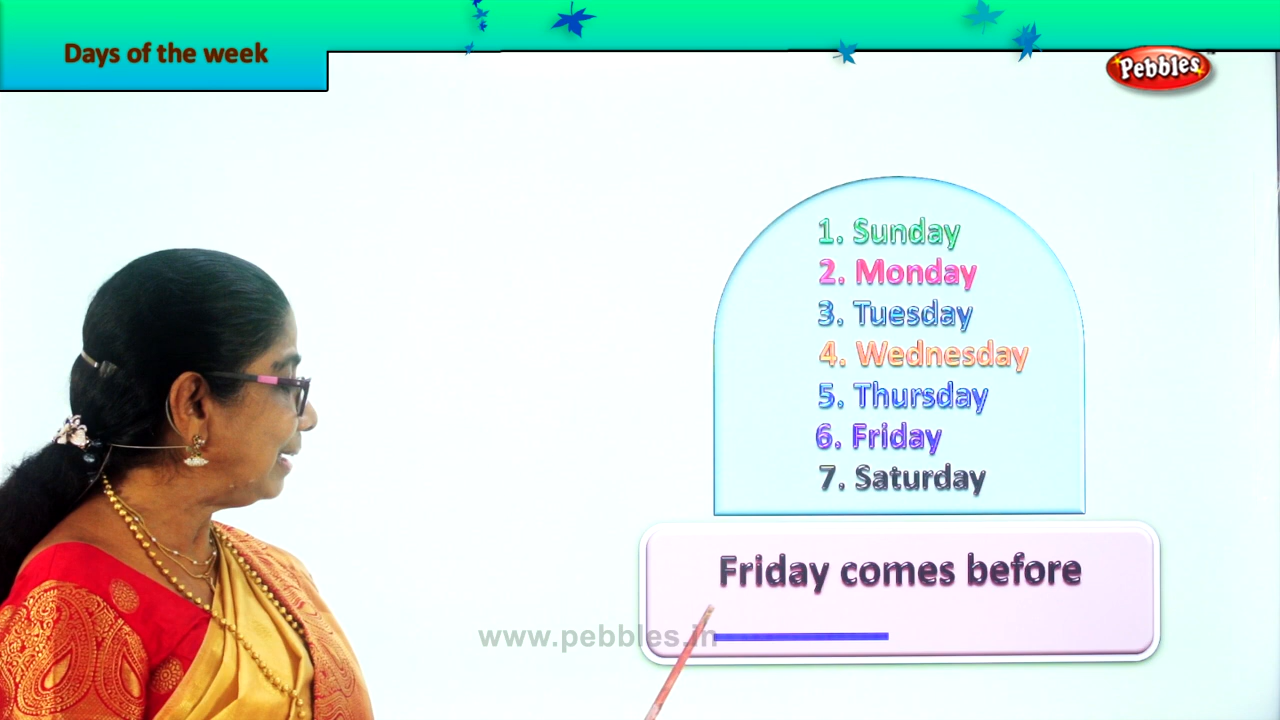 Days of the week
Pebbles
1. Sunday
2. Monday
3. Tuesday
4. Wednesday
5. Thursday
6. Friday
7. Saturday
Friday comes before
www.pebbles.in